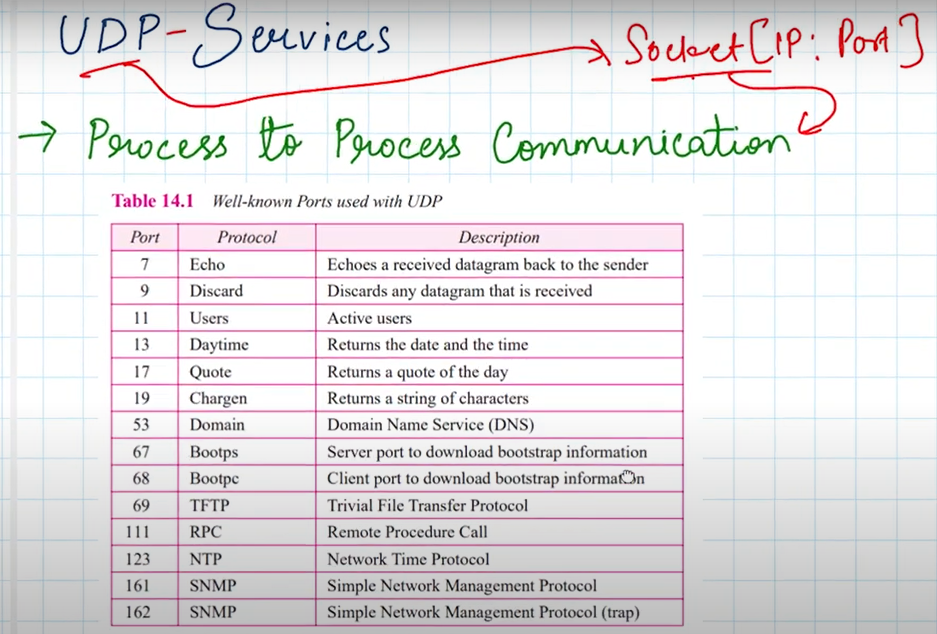 UDP-Services
Socket [IP: Port]
→ Process to Process Communication
Table 14.1 Well-known Ports used with UDP
Port Protocol Description
7 Echo Echoes a received datagram back to the sender
9 Discard Discards any datagram that is received
11 Users Active users
13 Daytime Returns the date and the time
17 Quote Returns a quote of the day
19 Chargen Returns a string of characters
53 Domain Domain Name Service (DNS)
67 Bootps Server port to download bootstrap information
68 Bootpc Client port to download bootstrap information
69 TFTP Trivial File Transfer Protocol
111 RPC Remote Procedure Call
123 NTP Network Time Protocol
161 SNMP Simple Network Management Protocol
162 SNMP Simple Network Management Protocol (trap)